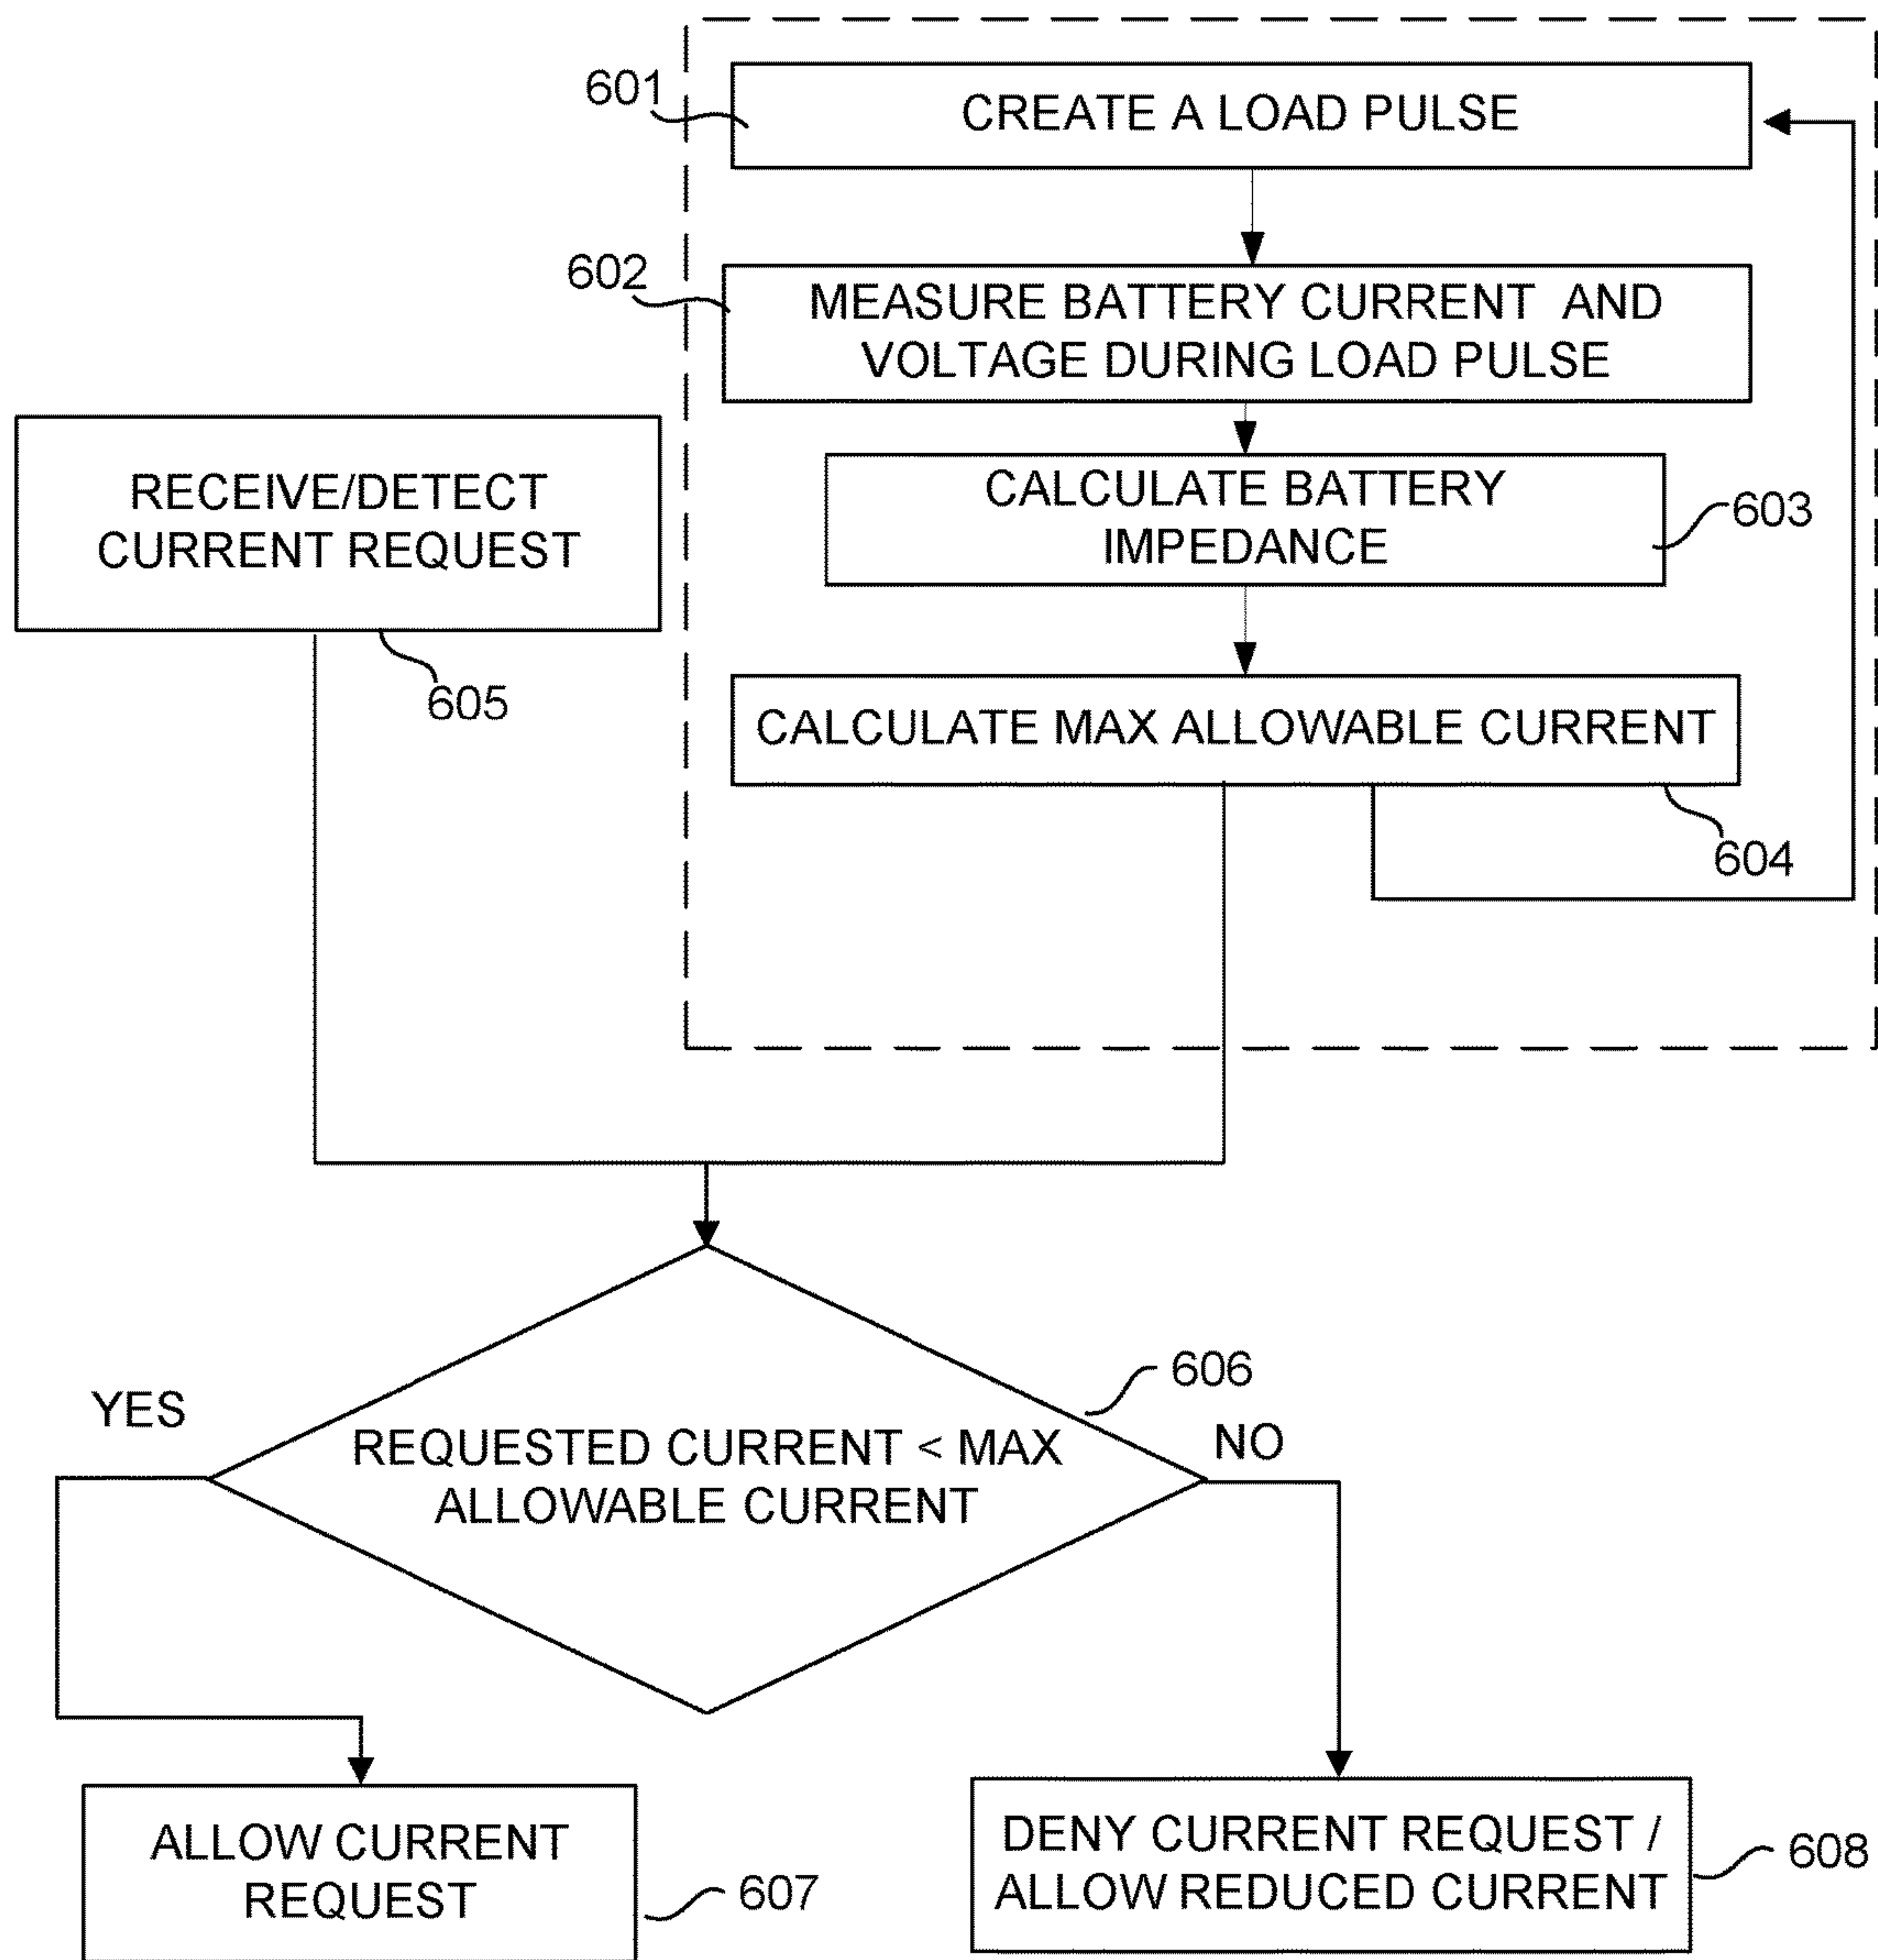 601
CREATE A LOAD PULSE
602
MEASURE BATTERY CURRENT AND
VOLTAGE DURING LOAD PULSE
RECEIVE/DETECT
CURRENT REQUEST
605
CALCULATE BATTERY
IMPEDANCE
603
CALCULATE MAX ALLOWABLE CURRENT
604
606
YES
REQUESTED CURRENT < MAX
ALLOWABLE CURRENT
NO
ALLOW CURRENT
REQUEST
607
DENY CURRENT REQUEST /
ALLOW REDUCED CURRENT
608